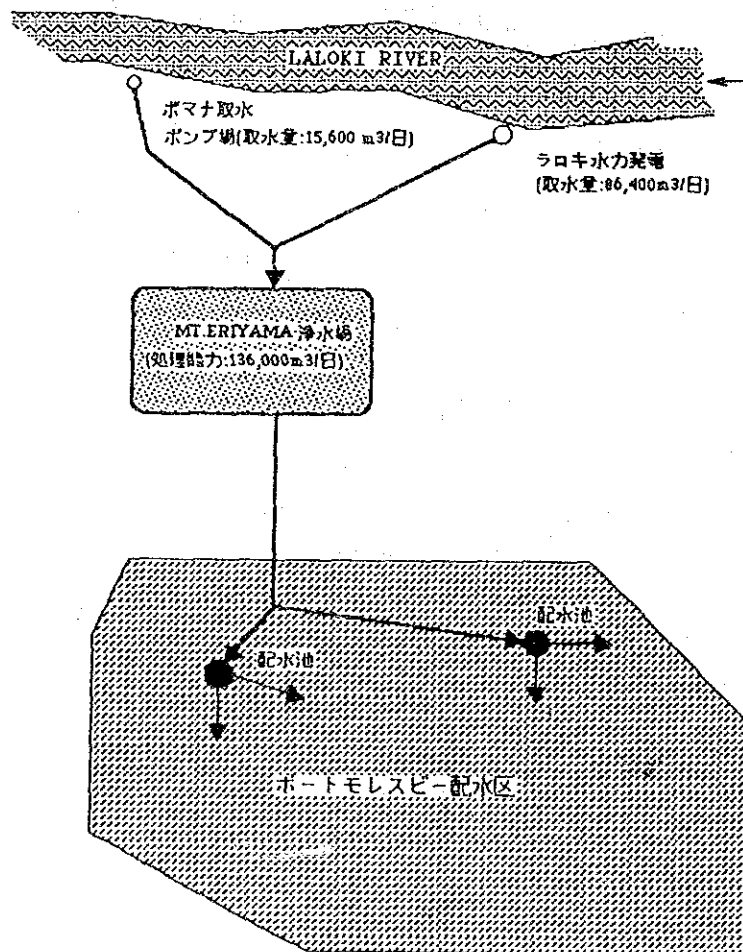 LALOKI RIVER
ボマナ取水
ポンプ場(取水量:15,600 m3/日)
ラロキ水力発電
(取水量:86,400m3/日)
MT.ERIYAMA 浄水場
(処理能力:136,000m3/日)
配水池
配水池
ポートモレスビー配水区